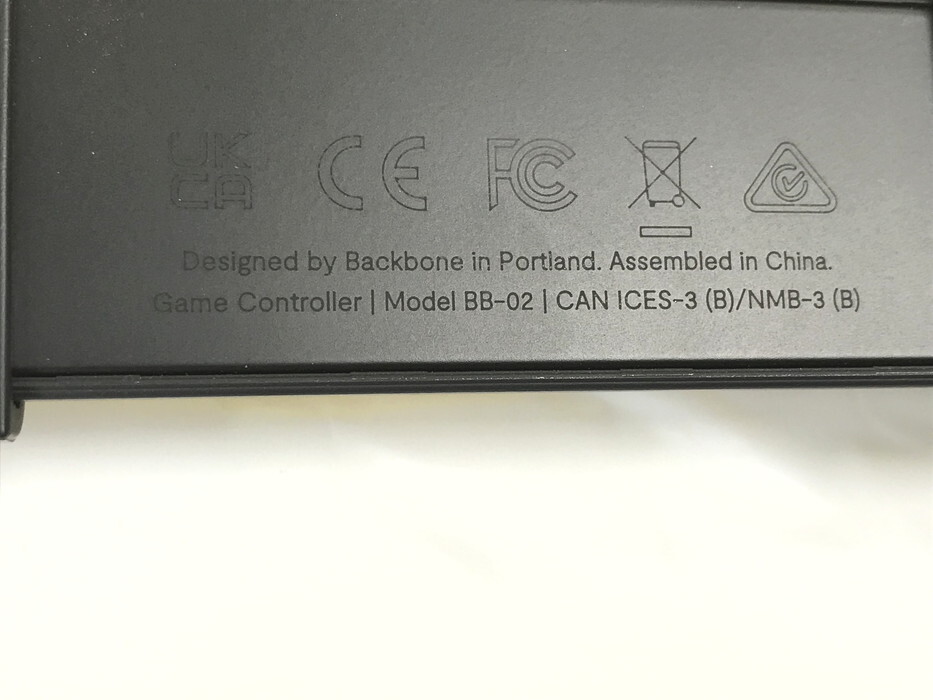 UK
CA CE FC
Designed by Backbone in Portland. Assembled in China.
Game Controller | Model BB-02 | CAN ICES-3 (B)/NMB-3 (B)